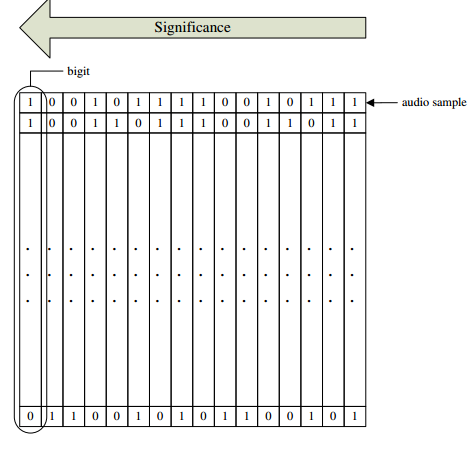 Significance
bigit
1 0 0 1 0 1 1 1 1 0 0 1 0 1 1 1
audio sample
1 0 0 1 1 0 1 1 1 0 0 1 1 0 1 1
. . . . . . . . . . . . . . . .
. . . . . . . . . . . . . . . .
. . . . . . . . . . . . . . . .
0 1 1 0 0 1 0 1 0 1 1 0 0 1 0 1